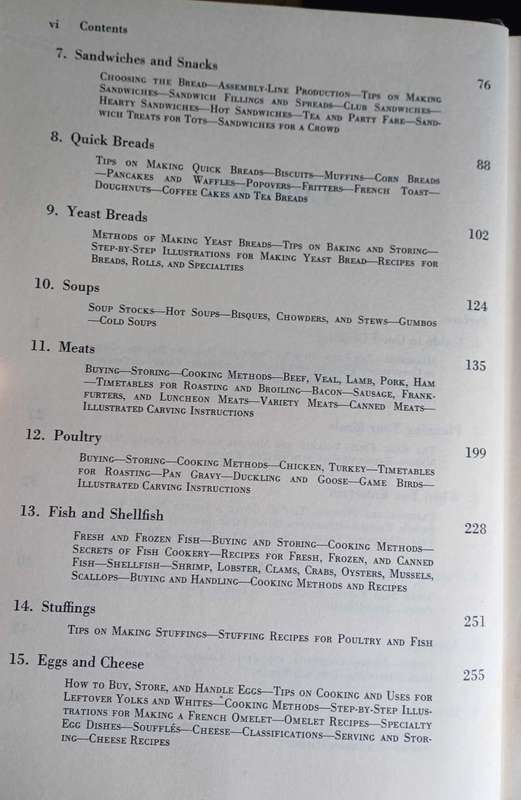 vi Contents
7. Sandwiches and Snacks 76
Choosing the Bread—Assembly-Line Production—Tips on Making
Sandwiches—Sandwich Fillings and Spreads—Club Sandwiches—
Hearty Sandwiches—Hot Sandwiches—Tea and Party Fare—Sand-
wich Treats for Tots—Sandwiches for a Crowd
8. Quick Breads 88
Tips on Making Quick Breads—Biscuits—Muffins—Corn Breads
—Pancakes and Waffles—Popovers—Fritters—French Toast—
Doughnuts—Coffee Cakes and Tea Breads
9. Yeast Breads 102
Methods of Making Yeast Breads—Tips on Baking and Storing—
Step-by-Step Illustrations for Making Yeast Bread—Recipes for
Breads, Rolls, and Specialties
10. Soups 124
Soup Stocks—Hot Soups—Bisques, Chowders, and Stews—Gumbos
—Cold Soups
11. Meats 135
Buying—Storing—Cooking Methods—Beef, Veal, Lamb, Pork, Ham
—Timetables for Roasting and Broiling—Bacon—Sausage, Frank-
furters, and Luncheon Meats—Variety Meats—Canned Meats—
Illustrated Carving Instructions
12. Poultry 199
Buying—Storing—Cooking Methods—Chicken, Turkey—Timetables
for Roasting—Pan Gravy—Duckling and Goose—Game Birds—
Illustrated Carving Instructions
13. Fish and Shellfish 228
Fresh and Frozen Fish—Buying and Storing—Cooking Methods—
Secrets of Fish Cookery—Recipes for Fresh, Frozen, and Canned
Fish—Shellfish—Shrimp, Lobster, Clams, Crabs, Oysters, Mussels,
Scallops—Buying and Handling—Cooking Methods and Recipes
14. Stuffings 251
Tips on Making Stuffings—Stuffing Recipes for Poultry and Fish
15. Eggs and Cheese 255
How to Buy, Store, and Handle Eggs—Tips on Cooking and Uses for
Leftover Yolks and Whites—Cooking Methods—Step-by-Step Illus-
trations for Making a French Omelet—Omelet Recipes—Specialty
Egg Dishes—Soufflés—Cheese—Classifications—Serving and Stor-
ing—Cheese Recipes